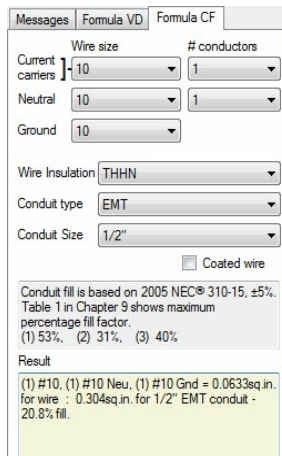 Messages Formula VD Formula CF
Wire size # conductors
Current carriers ]- 10 1
Neutral 10 1
Ground 10
Wire Insulation THHN
Conduit type EMT
Conduit Size 1/2"
Coated wire
Conduit fill is based on 2005 NEC® 310-15, ±5%.
Table 1 in Chapter 9 shows maximum
percentage fill factor.
(1) 53%, (2) 31%, (3) 40%
Result
(1) #10, (1) #10 Neu, (1) #10 Gnd = 0.0633sq.in.
for wire : 0.304sq.in. for 1/2" EMT conduit -
20.8% fill.